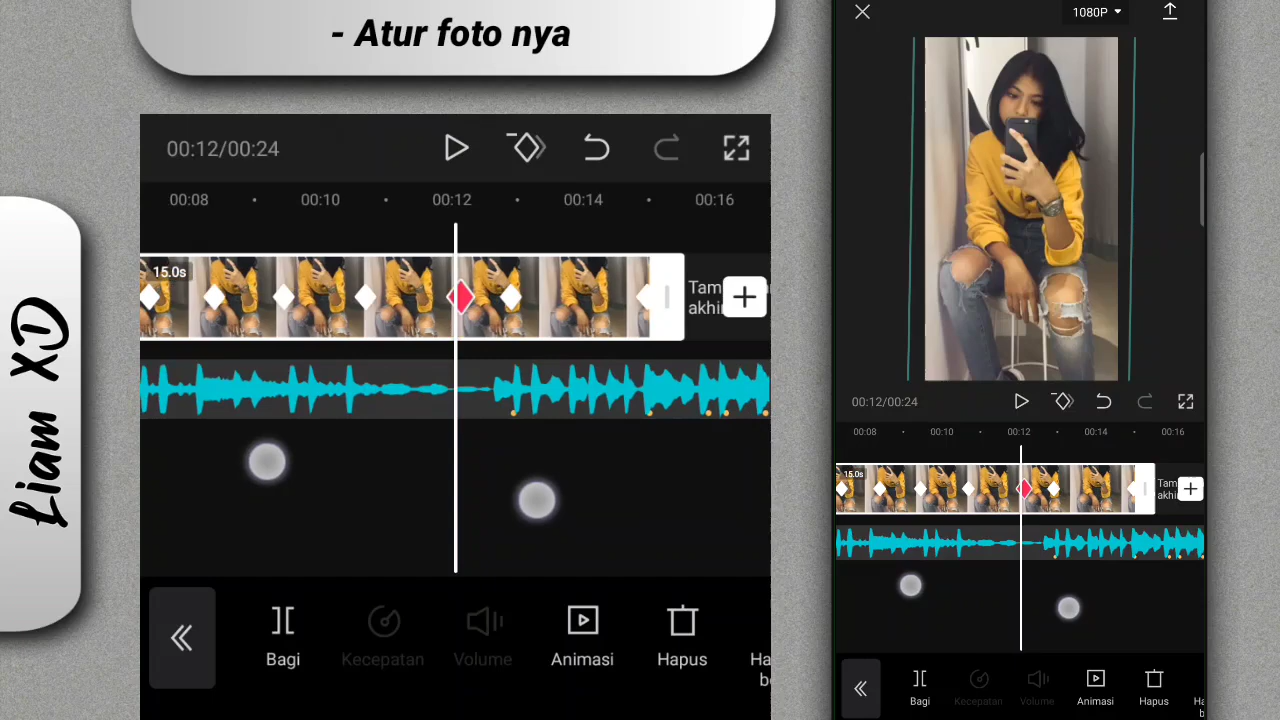 - Atur foto nya
Liam XD
00:12/00:24
00:08 00:10 00:12 00:14 00:16
15.0s
Tam
akhi
Bagi Kecepatan Volume Animasi Hapus Ha
b
1080P
00:12/00:24
00:08 00:10 00:12 00:14 00:16
15.0s
Tam
akhi
Bagi Kecepatan Volume Animasi Hapus Ha
b